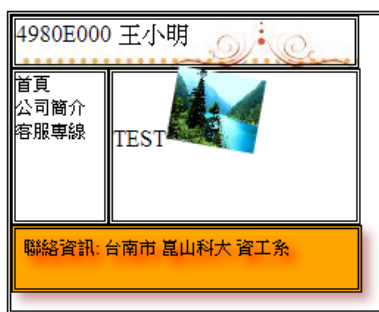 4980E000 王小明
首頁
公司簡介
客服專線
TEST
聯絡資訊: 台南市 崑山科大 資工系